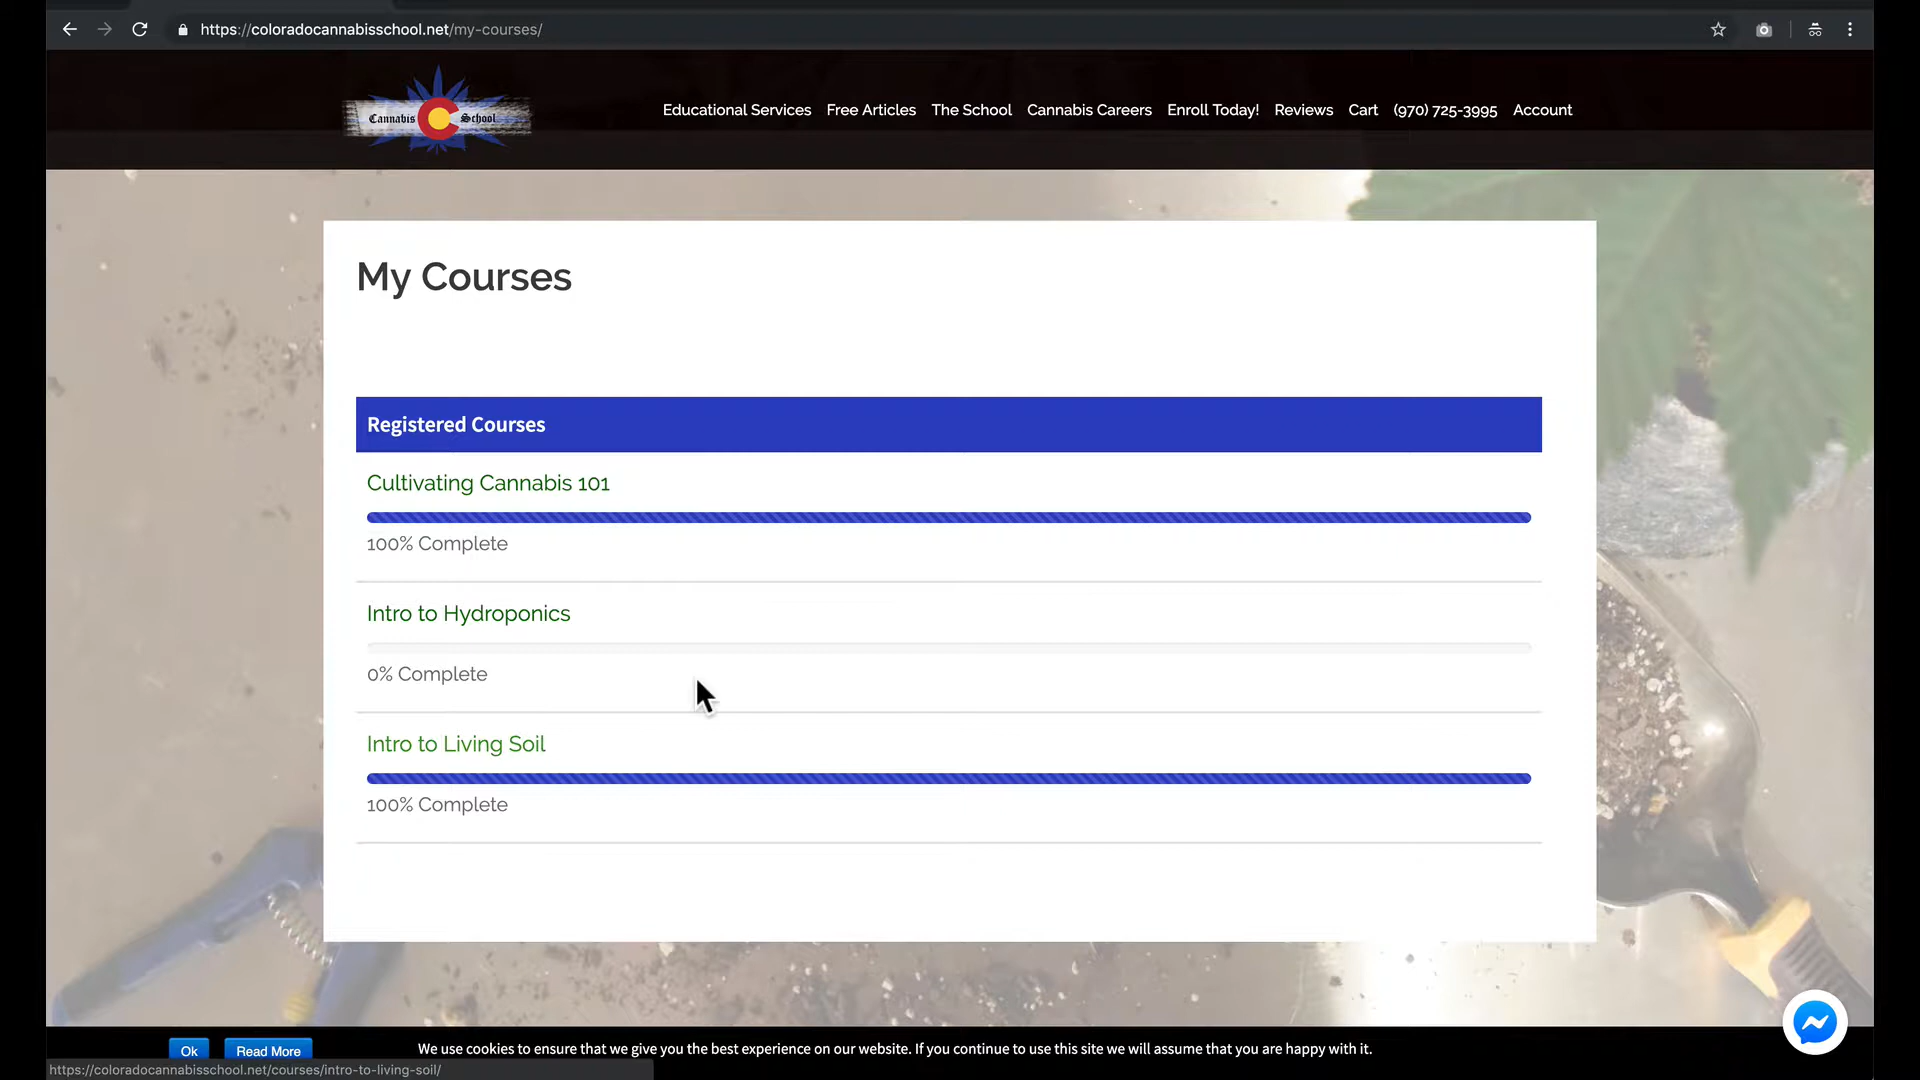 https://coloradocannabisschool.net/my-courses/
Cannabis C School
Educational Services Free Articles The School Cannabis Careers Enroll Today! Reviews Cart (970) 725-3995 Account
My Courses
Registered Courses
Cultivating Cannabis 101
100% Complete
Intro to Hydroponics
0% Complete
Intro to Living Soil
100% Complete
Ok Read More We use cookies to ensure that we give you the best experience on our website. If you continue to use this site we will assume that you are happy with it.
https://coloradocannabisschool.net/courses/intro-to-living-soil/